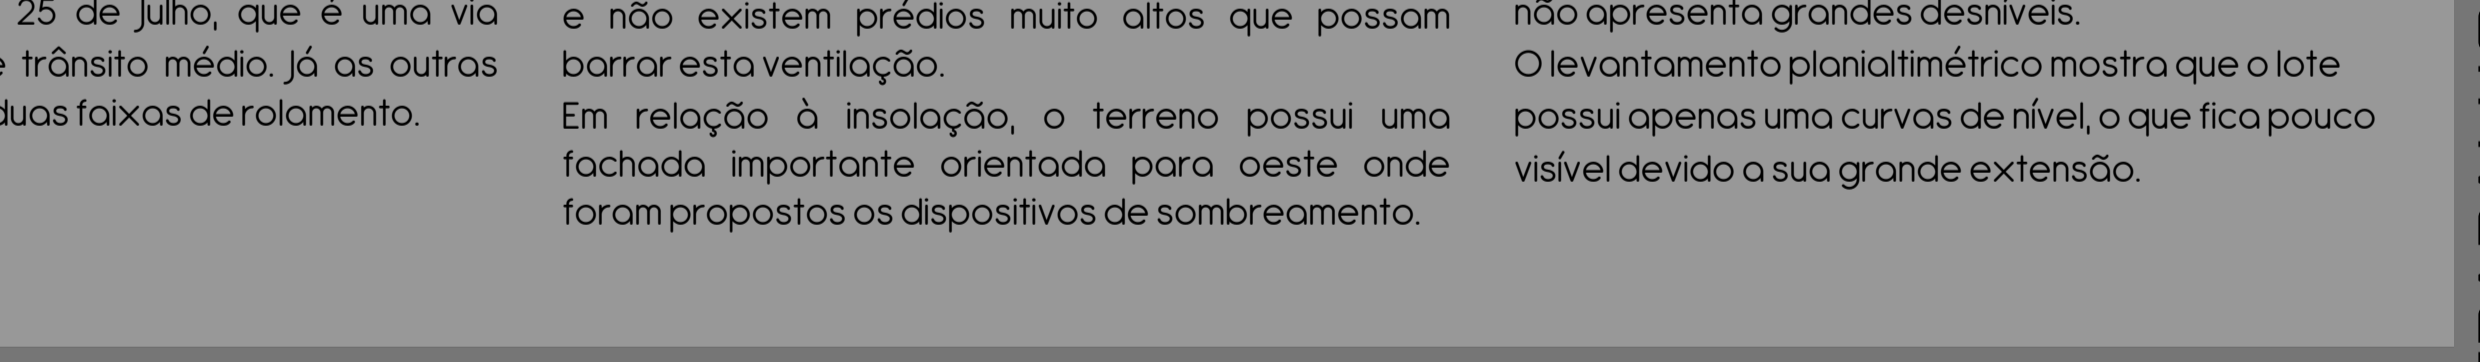 25 de Julho, que é uma via
trânsito médio. Já as outras
duas faixas de rolamento.
e não existem prédios muito altos que possam
barrar esta ventilação.
Em relação à insolação, o terreno possui uma
fachada importante orientada para oeste onde
foram propostos os dispositivos de sombreamento.
não apresenta grandes desníveis.
O levantamento planialtimétrico mostra que o lote
possui apenas uma curvas de nível, o que fica pouco
visível devido a sua grande extensão.